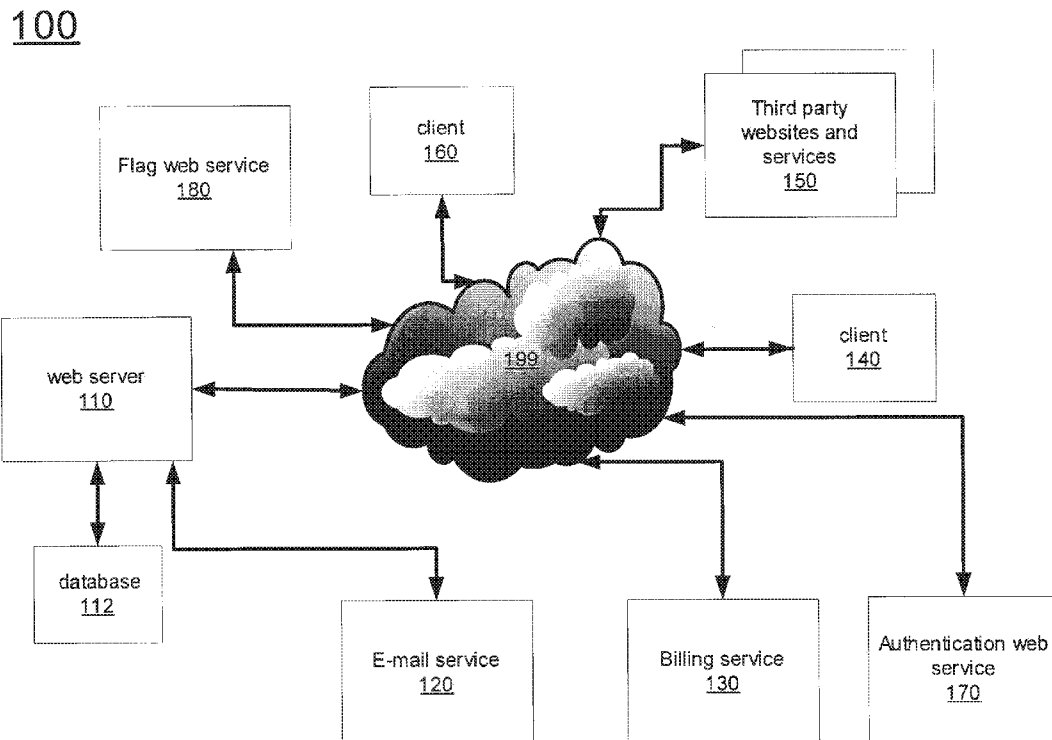 100
Flag web service
180
client
160
Third party
websites and
services
150
web server
110
199
client
140
database
112
E-mail service
120
Billing service
130
Authentication web
service
170